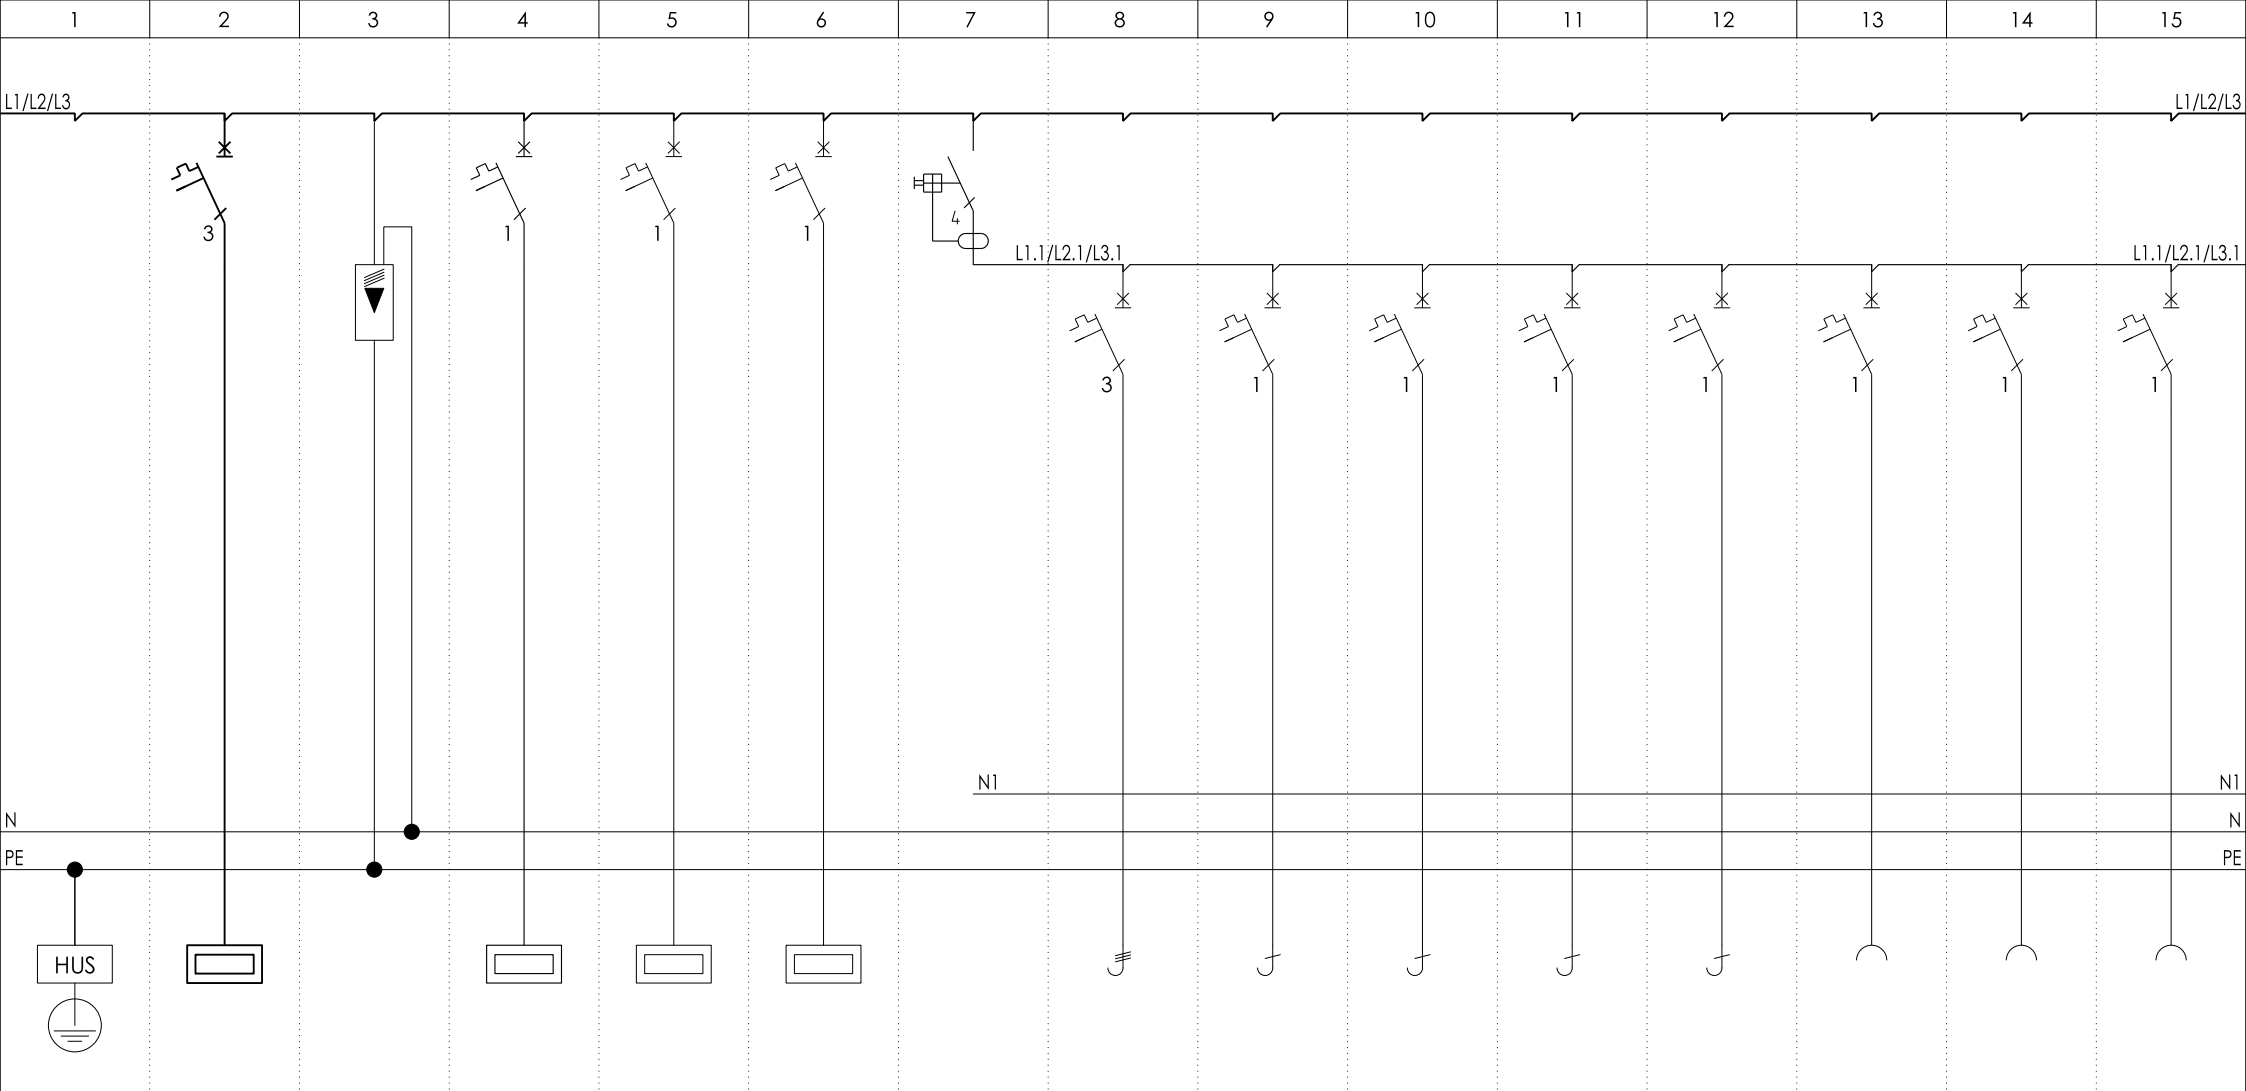 1 2 3 4 5 6 7 8 9 10 11 12 13 14 15
L1/L2/L3 L1/L2/L3
3 1 1 1 4
L1.1/L2.1/L3.1 L1.1/L2.1/L3.1
3 1 1 1 1 1 1 1
N1 N1
N N
PE PE
HUS